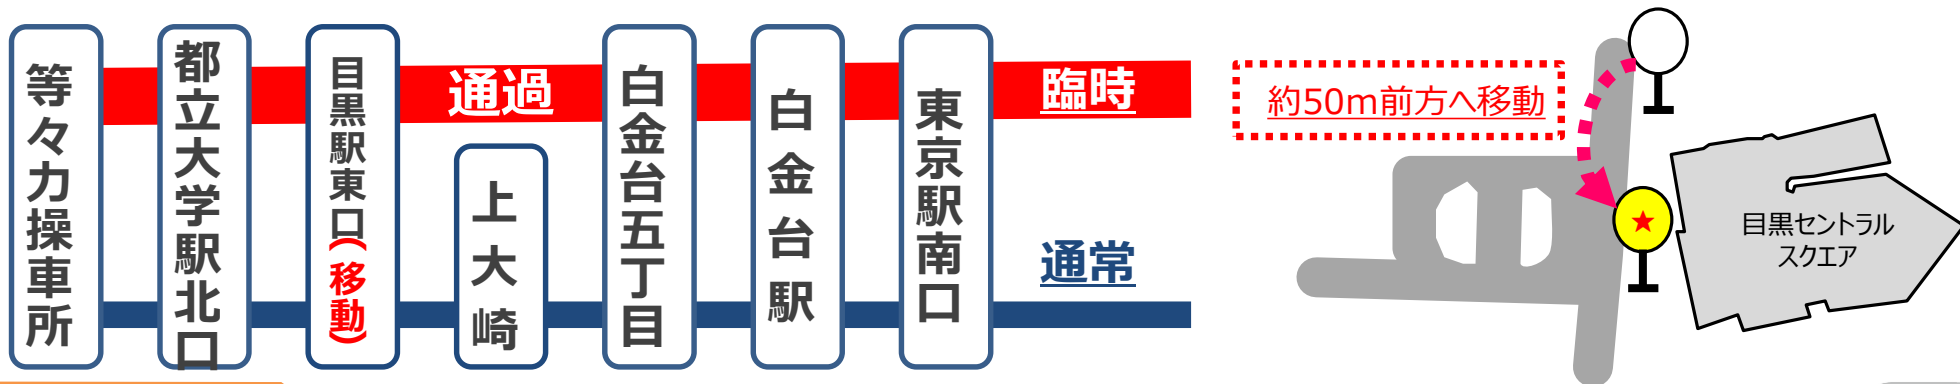 等々力操車所
都立大学駅北口
目黒駅東口(移動)
通過
上大崎
白金台五丁目
白金台駅
東京駅南口
臨時
通常
約50m前方へ移動
目黒セントラル
スクエア